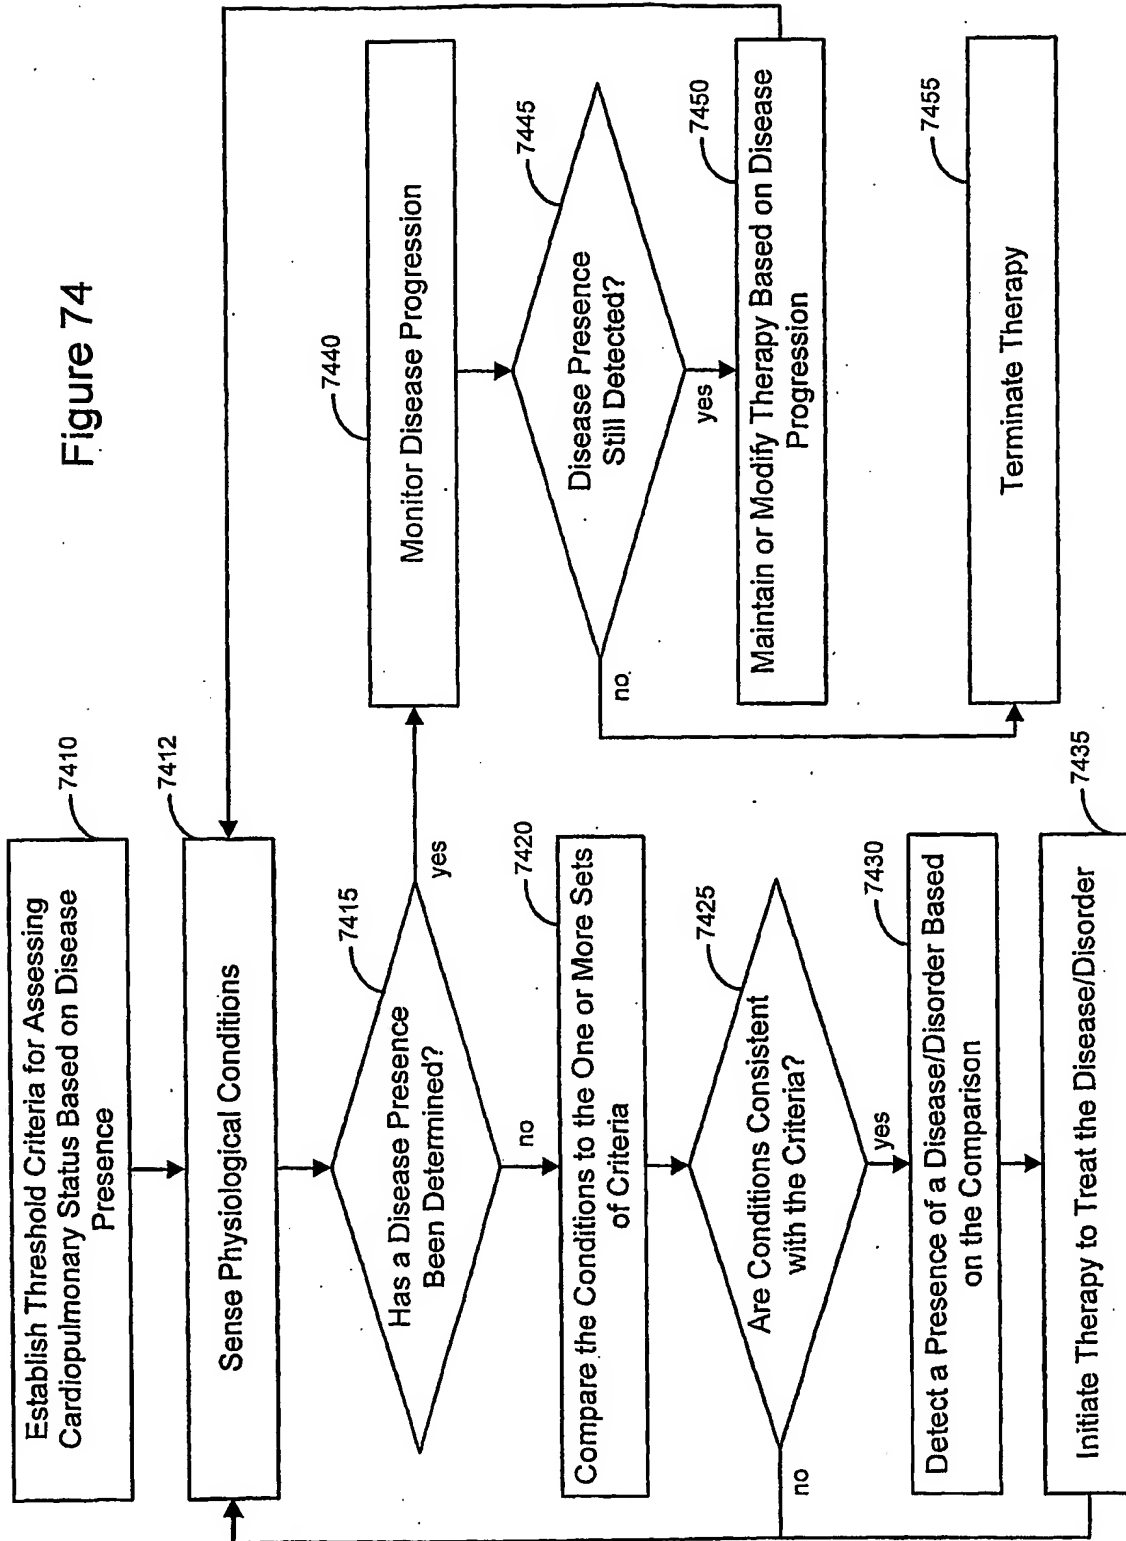 Figure 74
Establish Threshold Criteria for Assessing
Cardiopulmonary Status Based on Disease
Presence
7410
Sense Physiological Conditions
7412
Has a Disease Presence
Been Determined?
7415
yes
no
Compare the Conditions to the One or More Sets
of Criteria
7420
Are Conditions Consistent
with the Criteria?
7425
no
yes
Detect a Presence of a Disease/Disorder Based
on the Comparison
7430
Initiate Therapy to Treat the Disease/Disorder
7435
Monitor Disease Progression
7440
Disease Presence
Still Detected?
7445
no
yes
Maintain or Modify Therapy Based on Disease
Progression
7450
Terminate Therapy
7455